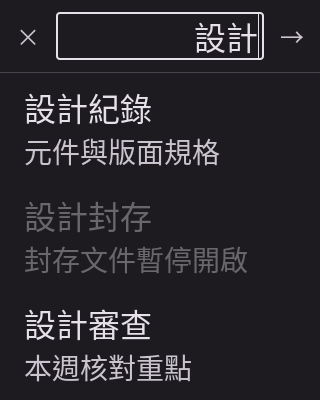 設計
設計紀錄
元件與版面規格
設計封存
封存文件暫停開啟
設計審查
本週核對重點